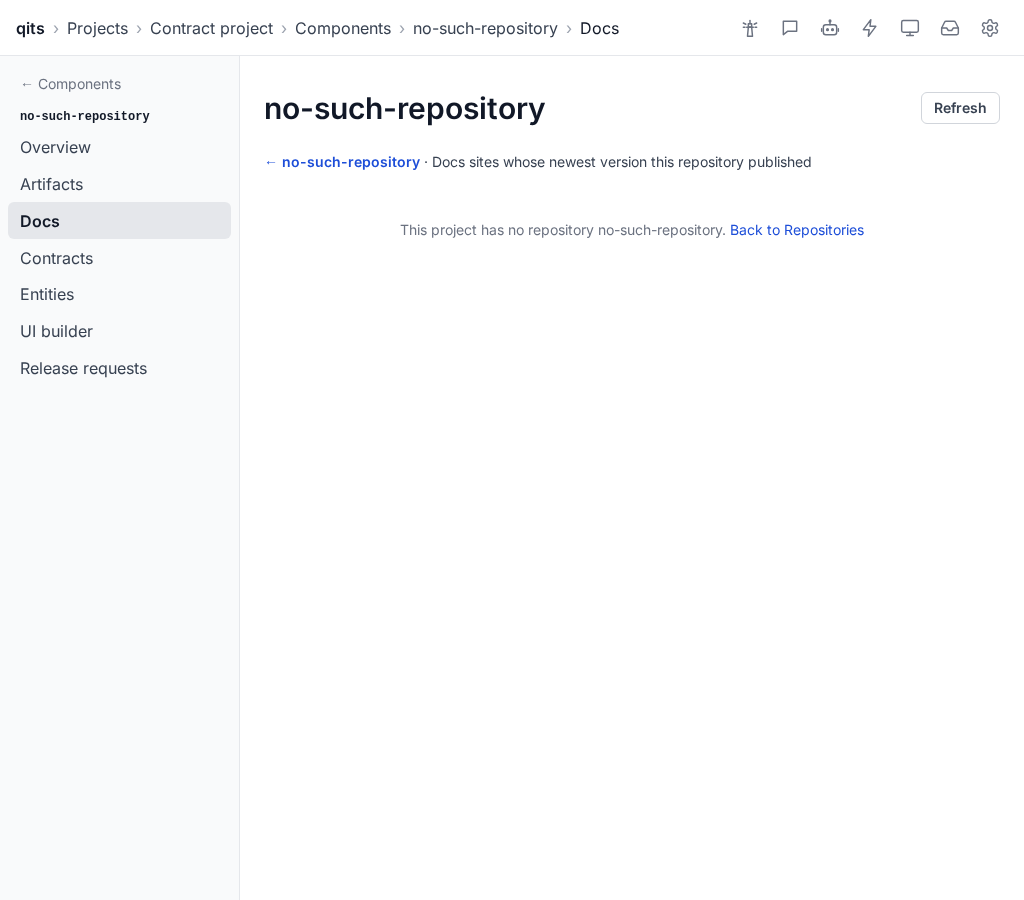 qits › Projects › Contract project › Components › no-such-repository › Docs
← Components
no-such-repository
Overview
Artifacts
Docs
Contracts
Entities
UI builder
Release requests
no-such-repository
Refresh
← no-such-repository · Docs sites whose newest version this repository published
This project has no repository no-such-repository. Back to Repositories